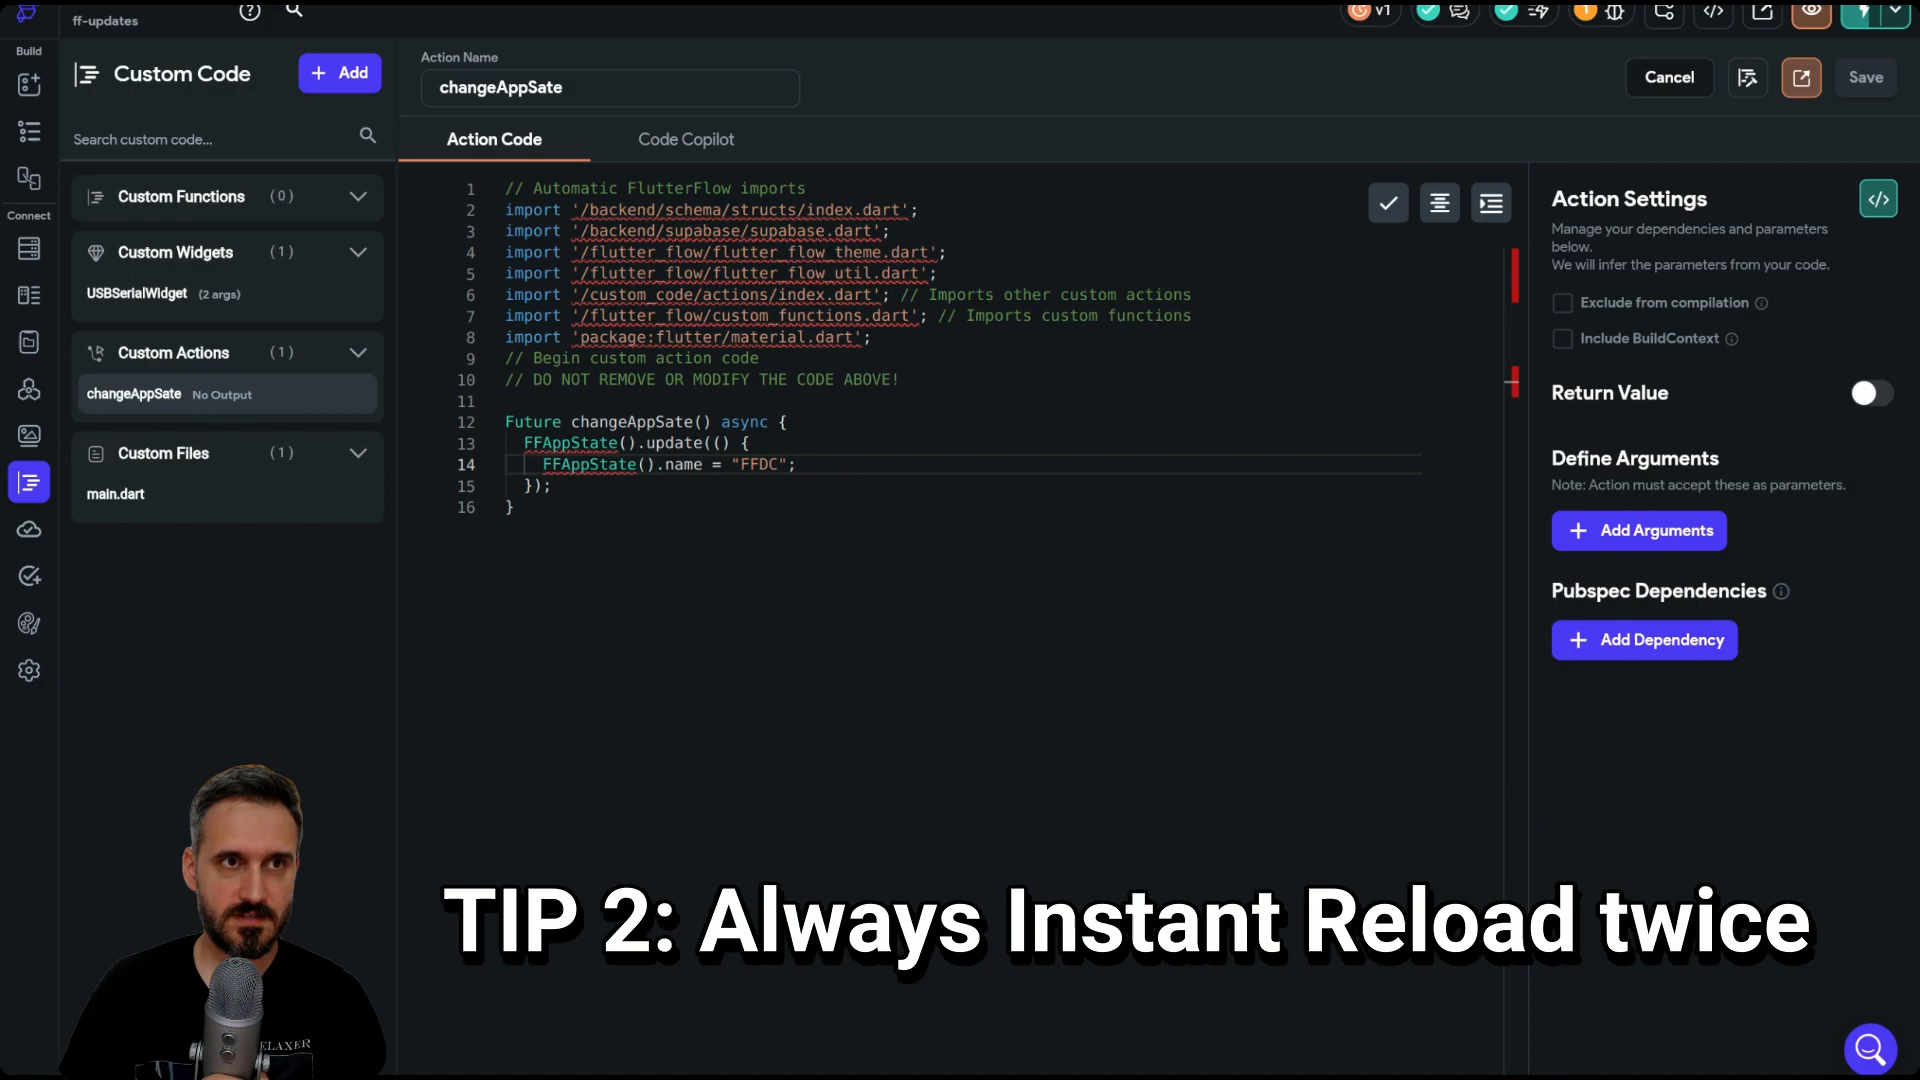 ff-updates
v1
1
Build
Custom Code
Add
Search custom code...
Custom Functions (0)
Connect
Custom Widgets (1)
USBSerialWidget (2 args)
Custom Actions (1)
changeAppSate No Output
Custom Files (1)
main.dart
Action Name
changeAppSate
Cancel
Save
Action Code
Code Copilot
1 // Automatic FlutterFlow imports
2 import '/backend/schema/structs/index.dart';
3 import '/backend/supabase/supabase.dart';
4 import '/flutter_flow/flutter_flow_theme.dart';
5 import '/flutter_flow/flutter_flow_util.dart';
6 import '/custom_code/actions/index.dart'; // Imports other custom actions
7 import '/flutter_flow/custom_functions.dart'; // Imports custom functions
8 import 'package:flutter/material.dart';
9 // Begin custom action code
10 // DO NOT REMOVE OR MODIFY THE CODE ABOVE!
11
12 Future changeAppSate() async {
13 FFAppState().update(() {
14 FFAppState().name = "FFDC";
15 });
16 }
Action Settings
Manage your dependencies and parameters
below.
We will infer the parameters from your code.
Exclude from compilation
Include BuildContext
Return Value
Define Arguments
Note: Action must accept these as parameters.
Add Arguments
Pubspec Dependencies
Add Dependency
TIP 2: Always Instant Reload twice
ELAXER